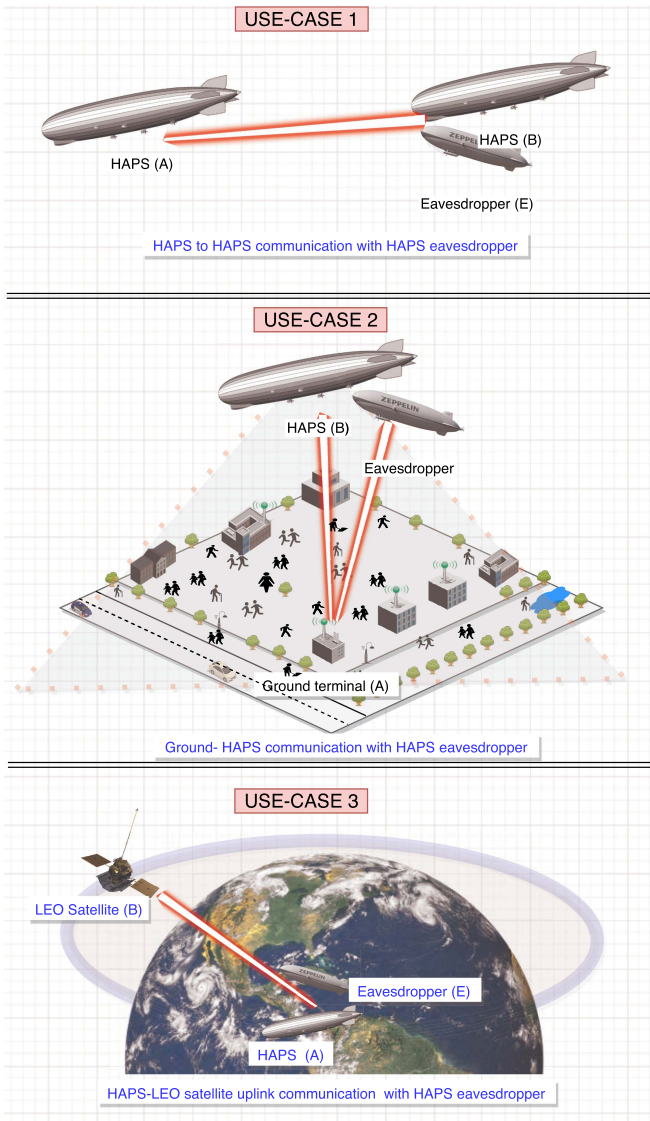 USE-CASE 1
HAPS (A)
ZEPPEL
HAPS (B)
Eavesdropper (E)
HAPS to HAPS communication with HAPS eavesdropper
USE-CASE 2
ZEPPELIN
HAPS (B)
Eavesdropper
Ground terminal (A)
Ground- HAPS communication with HAPS eavesdropper
USE-CASE 3
LEO Satellite (B)
ZEPPELIN
Eavesdropper (E)
HAPS (A)
HAPS-LEO satellite uplink communication with HAPS eavesdropper